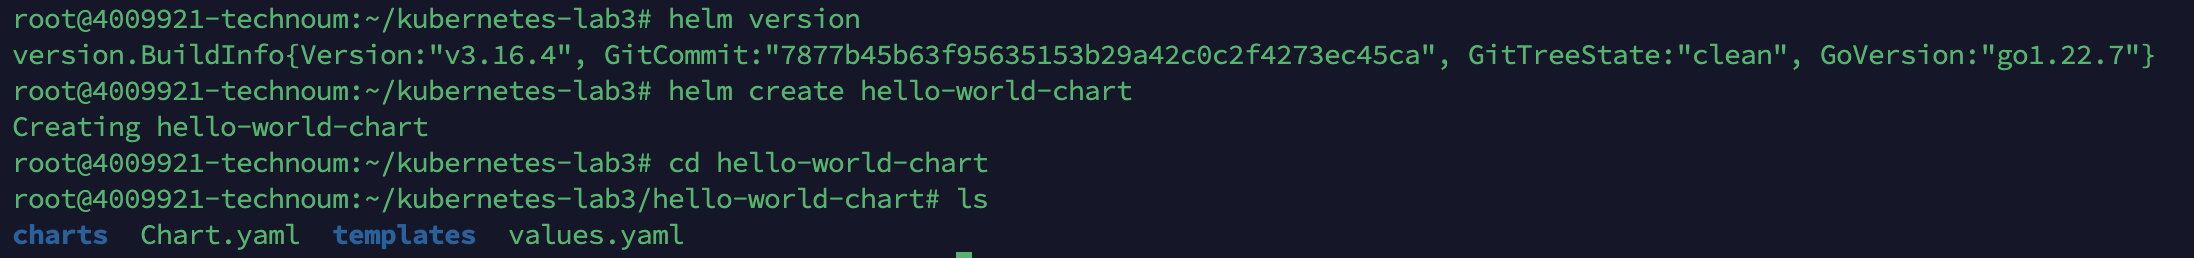 root@4009921-technoum:~/kubernetes-lab3# helm version
version.BuildInfo{Version:"v3.16.4", GitCommit:"7877b45b63f95635153b29a42c0c2f4273ec45ca", GitTreeState:"clean", GoVersion:"go1.22.7"}
root@4009921-technoum:~/kubernetes-lab3# helm create hello-world-chart
Creating hello-world-chart
root@4009921-technoum:~/kubernetes-lab3# cd hello-world-chart
root@4009921-technoum:~/kubernetes-lab3/hello-world-chart# ls
charts  Chart.yaml  templates  values.yaml